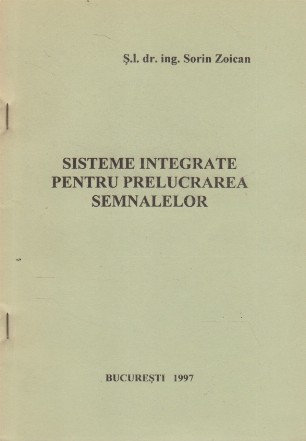 Ş.l. dr. ing. Sorin Zoican
SISTEME INTEGRATE
PENTRU PRELUCRAREA
SEMNALELOR
BUCUREŞTI 1997